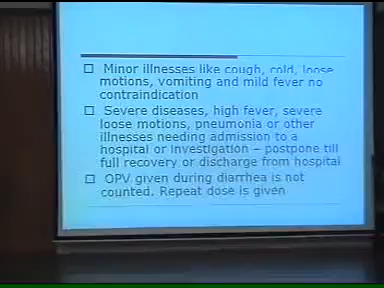 Minor illnesses like cough, cold, loose
motions, vomiting and mild fever no
contraindication
Severe diseases, high fever, severe
loose motions, pneumonia or other
illnesses needing admission to a
hospital or investigation – postpone till
full recovery or discharge from hospital
OPV given during diarrhea is not
counted. Repeat dose is given